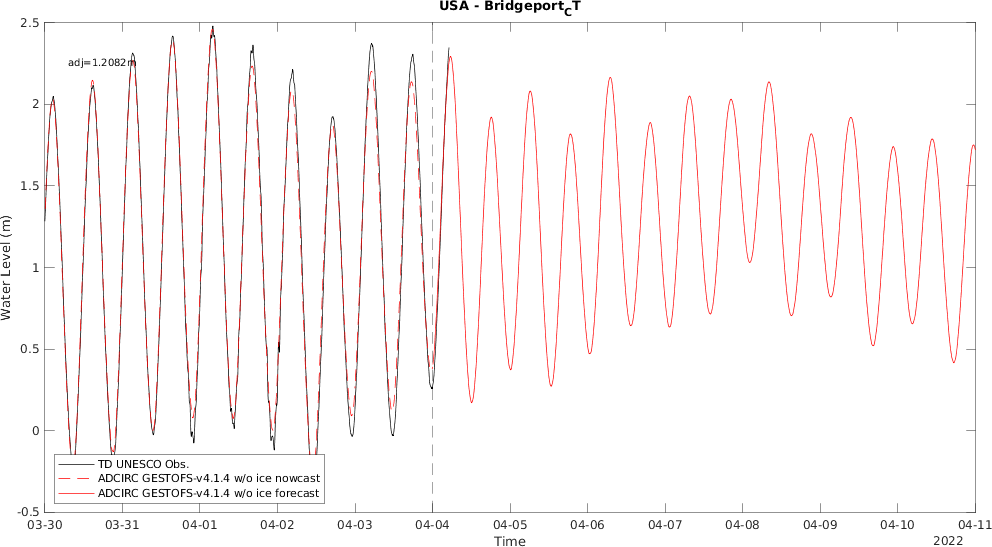 USA - Bridgeport_CT
adj=1.2082m
2.5
2
1.5
1
0.5
0
-0.5
Water Level (m)
TD UNESCO Obs.
ADCIRC GESTOFS-v4.1.4 w/o ice nowcast
ADCIRC GESTOFS-v4.1.4 w/o ice forecast
03-30 03-31 04-01 04-02 04-03 04-04 04-05 04-06 04-07 04-08 04-09 04-10 04-11
Time
2022